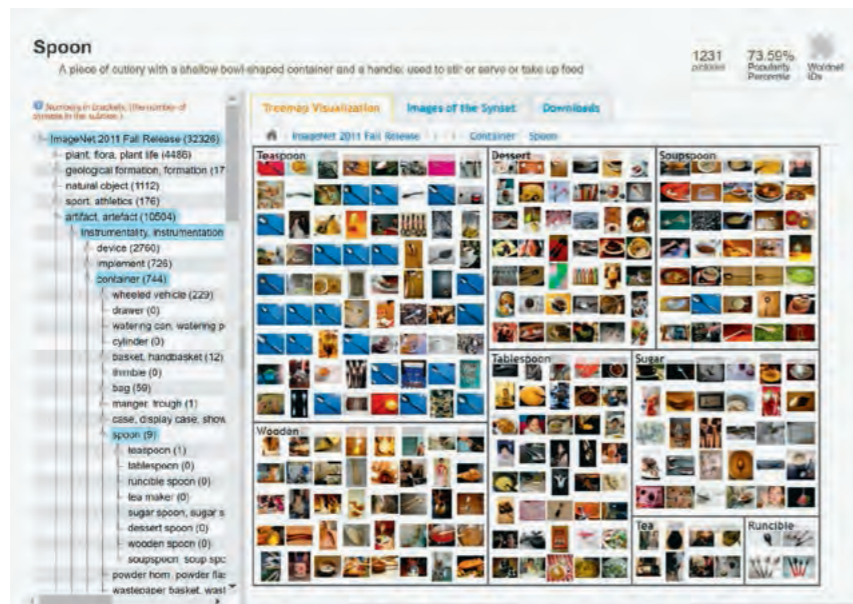 Spoon
A piece of cutlery with a shallow bowl-shaped container and a handle; used to stir or serve or take up food
1231
pictures
73.59%
Popularity
Percentile
Wordnet
IDs
Numbers in brackets: (the number of
synsets in the subtree ).
ImageNet 2011 Fall Release (32326)
plant, flora, plant life (4486)
geological formation, formation (17
natural object (1112)
sport, athletics (176)
artifact, artefact (10504)
instrumentality, instrumentation
device (2760)
implement (726)
container (744)
wheeled vehicle (229)
drawer (0)
watering can, watering p
cylinder (0)
basket, handbasket (12)
thimble (0)
bag (59)
manger, trough (1)
case, display case, show
spoon (9)
teaspoon (1)
tablespoon (0)
runcible spoon (0)
tea maker (0)
sugar spoon, sugar s
dessert spoon (0)
wooden spoon (0)
soupspoon, soup spo
powder horn, powder flas
wastepaper basket, wast
Treemap Visualization
Images of the Synset
Downloads
ImageNet 2011 Fall Release
Container
Spoon
Teaspoon
Dessert
Soupspoon
Tablespoon
Sugar
Wooden
Tea
Runcible